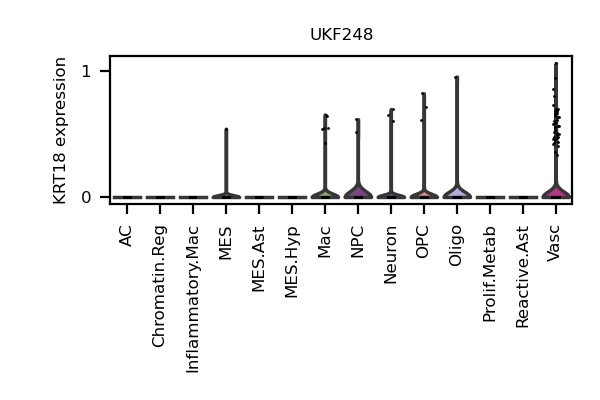 UKF248
KRT18 expression
1
0
AC
Chromatin.Reg
Inflammatory.Mac
MES
MES.Ast
MES.Hyp
Mac
NPC
Neuron
OPC
Oligo
Prolif.Metab
Reactive.Ast
Vasc